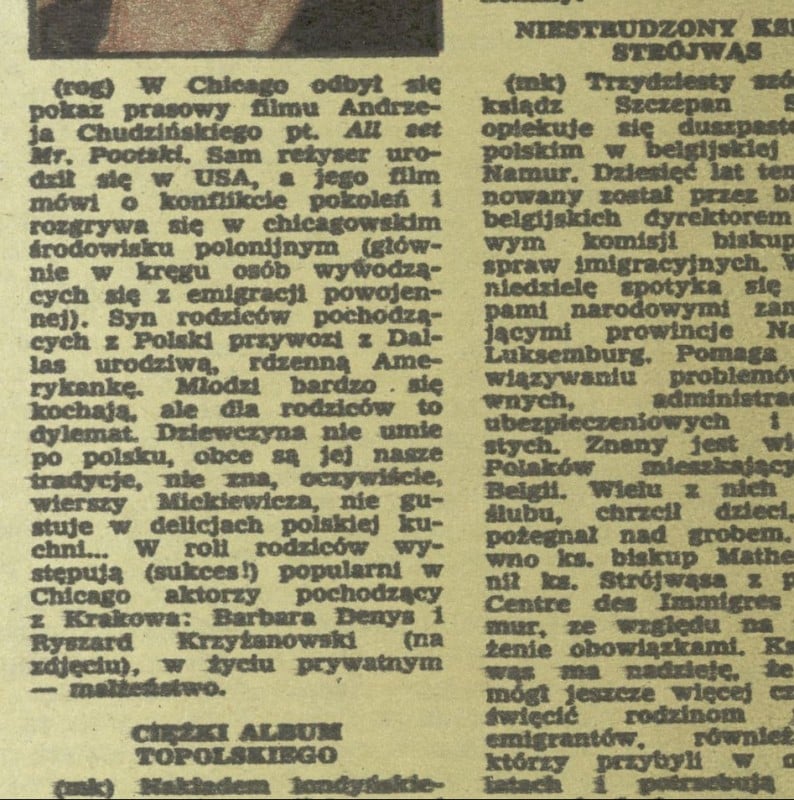 (rog) W Chicago odbył się
pokaz prasowy filmu Andrze-
ja Chudzińskiego pt. All set
Mr. Pootski. Sam reżyser uro-
dził się w USA, a jego film
mówi o konflikcie pokoleń i
rozgrywa się w chicagowskim
środowisku polonijnym (głów-
nie w kręgu osób wywodzą-
cych się z emigracji powojen-
nej). Syn rodziców pochodzą-
cych z Polski przywozi z Dal-
las urodziwą, rdzenną Ame-
rykankę. Młodzi bardzo się
kochają, ale dla rodziców to
dylemat. Dziewczyna nie umie
po polsku, obce są jej nasze
tradycje, nie zna, oczywiście,
wierszy Mickiewicza, nie gu-
stuje w delicjach polskiej ku-
chni... W roli rodziców wy-
stępują (sukces!) popularni w
Chicago aktorzy pochodzący
z Krakowa: Barbara Denys i
Ryszard Krzyżanowski (na
zdjęciu), w życiu prywatnym
— małżeństwo.
CIĘŻKI ALBUM
TOPOLSKIEGO
(mk) Nakładem londyńskie-
NIESTRUDZONY
STRÓJWĄS
(mk) Trzydziesty
ksiądz Szczepan
opiekuje się
polskim w belgijskiej
Namur. Dziesięć lat
nowany został przez
belgijskich dyrektorem
wym komisji
spraw imigracyjnych.
niedzielę spotyka się
pami narodowymi
jącymi prowincje
Luksemburg. Pomaga
wiązywaniu
wnych,
ubezpieczeniowych i
stych. Znany jest
Polaków
Belgii. Wielu z nich
ślubu, chrzcił dzieci,
pożegnał nad grobem.
wno ks. biskup
nił ks. Strójwąsa z
Centre des Immigres
mur, ze względu na
żenie obowiązkami.
wąs ma nadzieję, że
mógł jeszcze więcej
święcić rodzinom
emigrantów, również
którzy przybyli w
latach i potrzebują